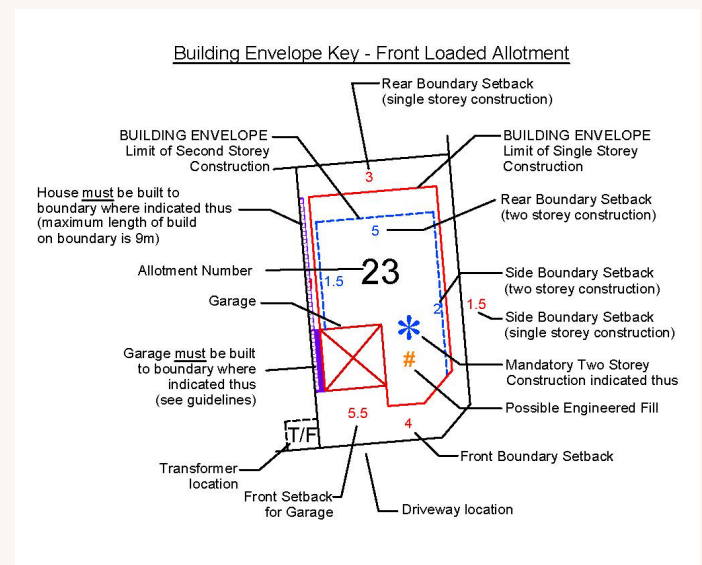 Building Envelope Key - Front Loaded Allotment
Rear Boundary Setback
(single storey construction)
BUILDING ENVELOPE
Limit of Second Storey
Construction
BUILDING ENVELOPE
Limit of Single Storey
Construction
3
House must be built to
boundary where indicated thus
(maximum length of build
on boundary is 9m)
Rear Boundary Setback
(two storey construction)
5
Allotment Number
23
1.5
Side Boundary Setback
(two storey construction)
2
Garage
1.5
Side Boundary Setback
(single storey construction)
*
Garage must be built
to boundary where
indicated thus
(see guidelines)
#
Mandatory Two Storey
Construction indicated thus
Possible Engineered Fill
5.5
4
T/F
Front Boundary Setback
Transformer
location
Front Setback
for Garage
Driveway location